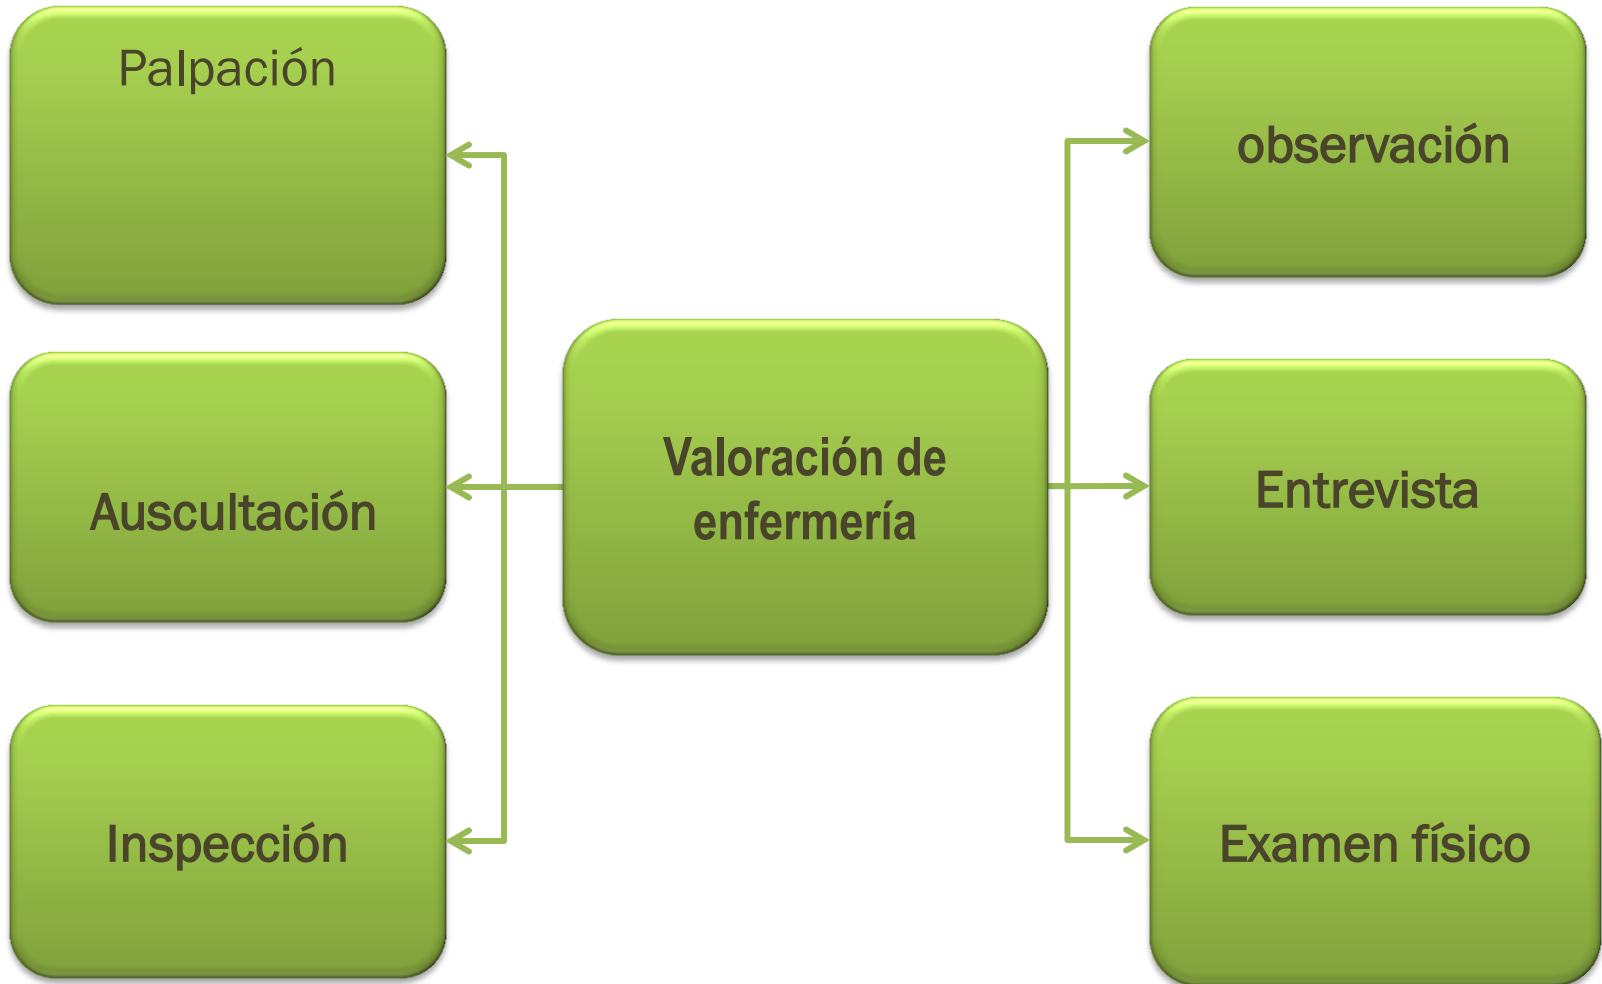 Palpación
observación
Auscultación
Valoración de
enfermería
Entrevista
Inspección
Examen físico